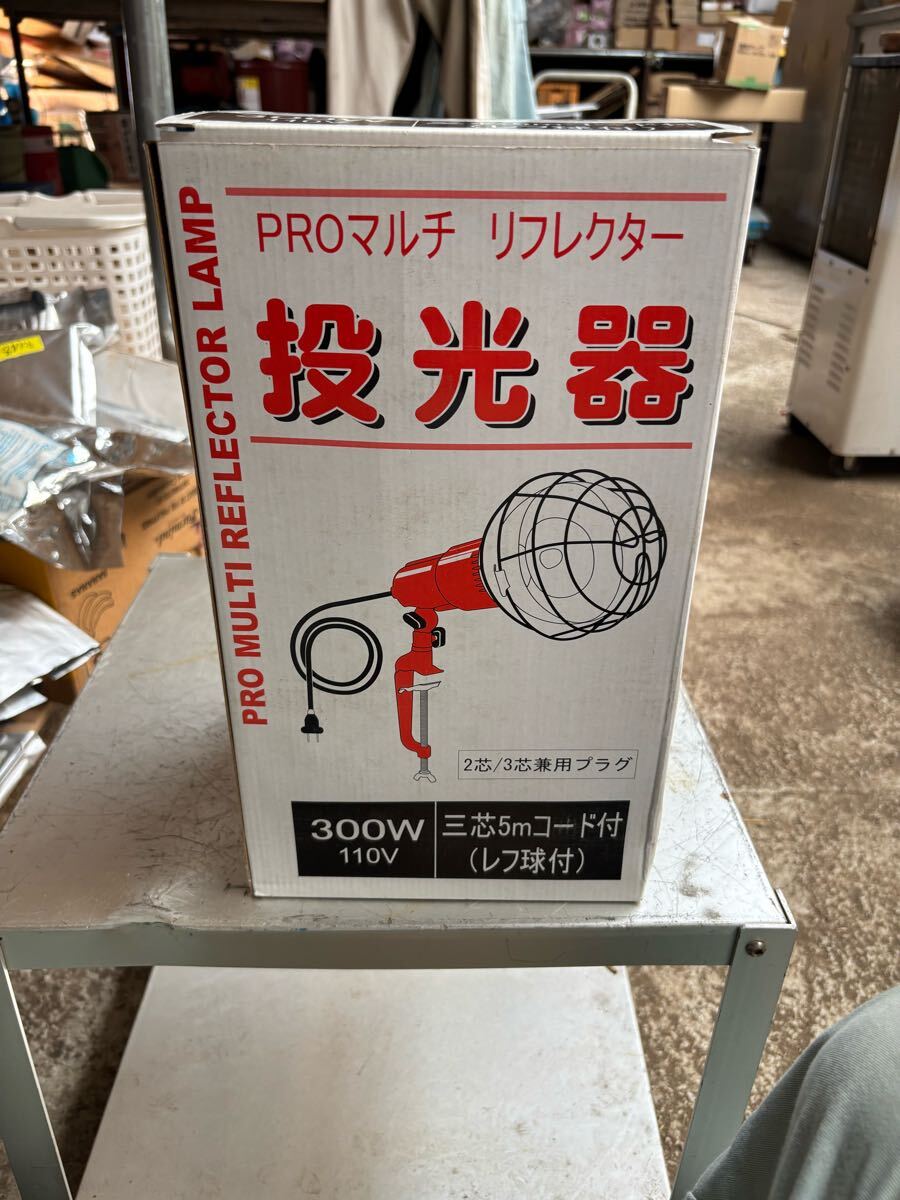 PROマルチ リフレクター
投光器
PRO MULTI REFLECTOR LAMP
2芯/3芯兼用プラグ
300W
110V
三芯5mコード付
(レフ球付)